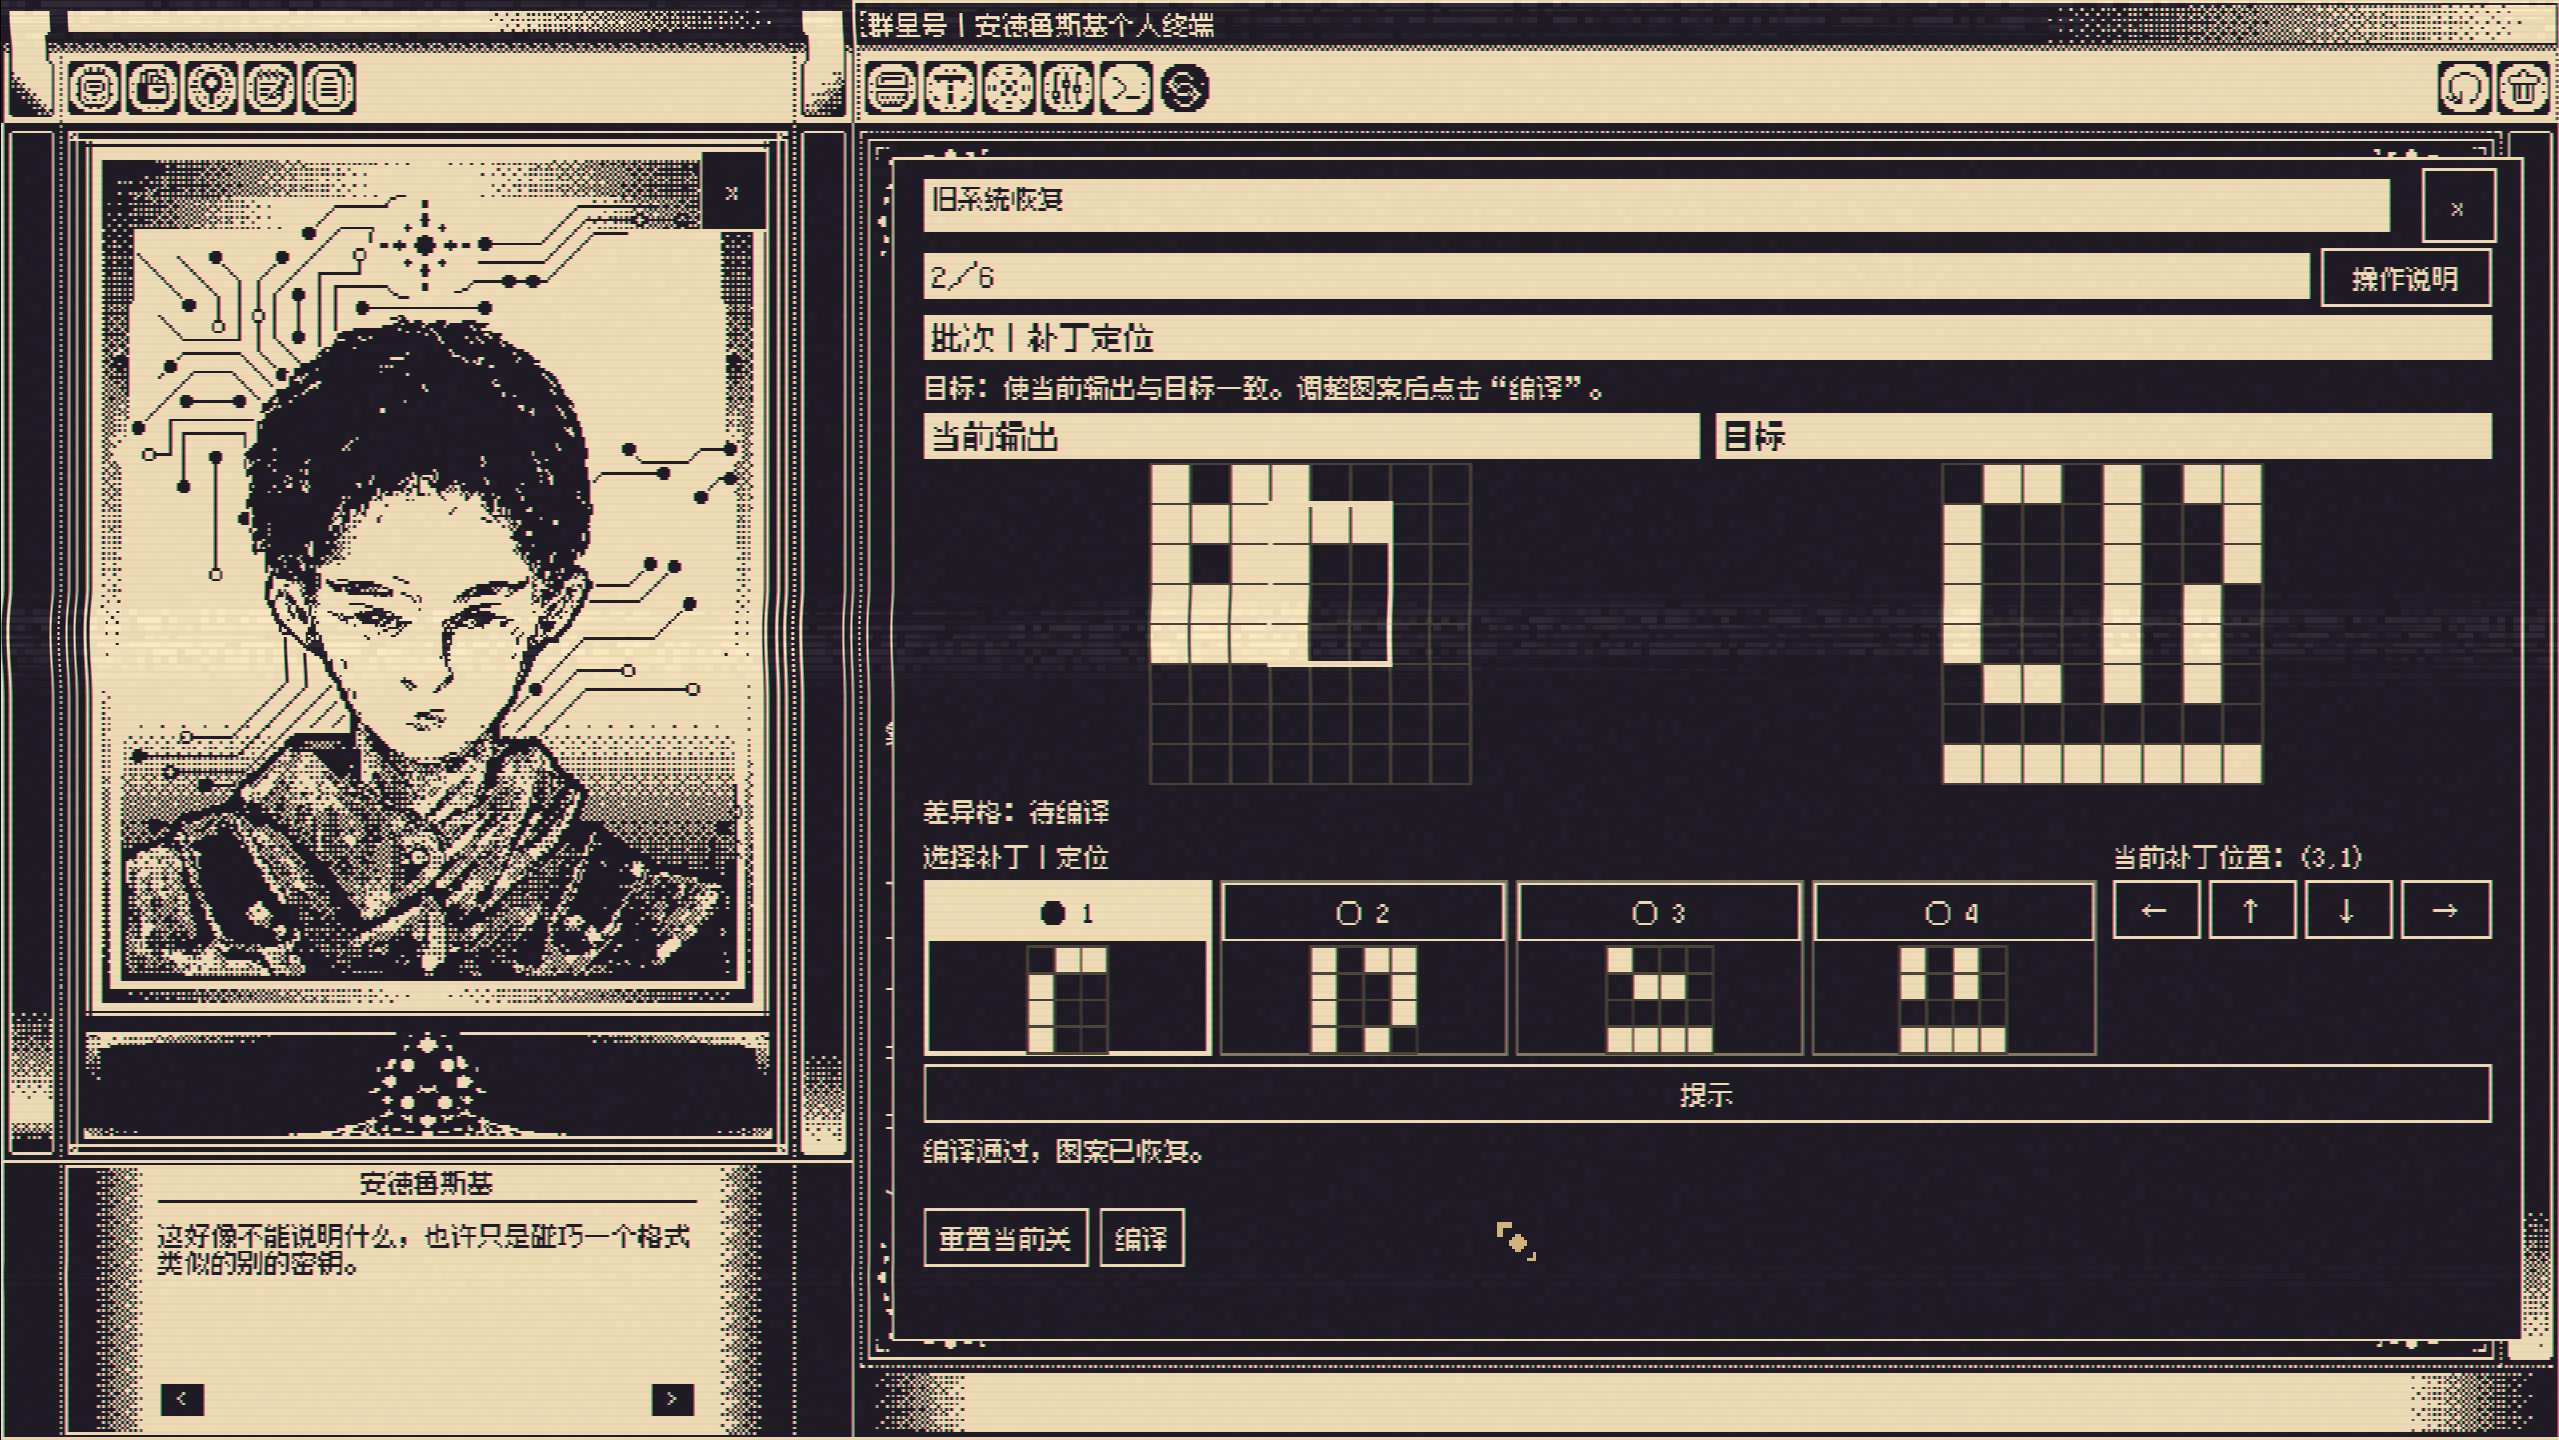 群星号丨安德鲁斯基个人终端
x
旧系统恢复
x
2/6
操作说明
批次丨补丁定位
目标：使当前输出与目标一致。调整图案后点击“编译”。
当前输出
目标
差异格：待编译
选择补丁丨定位
当前补丁位置：(3,1)
● 1
○ 2
○ 3
○ 4
← ↑ ↓ →
提示
编译通过，图案已恢复。
重置当前关
编译
安德鲁斯基
这好像不能说明什么，也许只是碰巧一个格式
类似的别的密钥。
< >